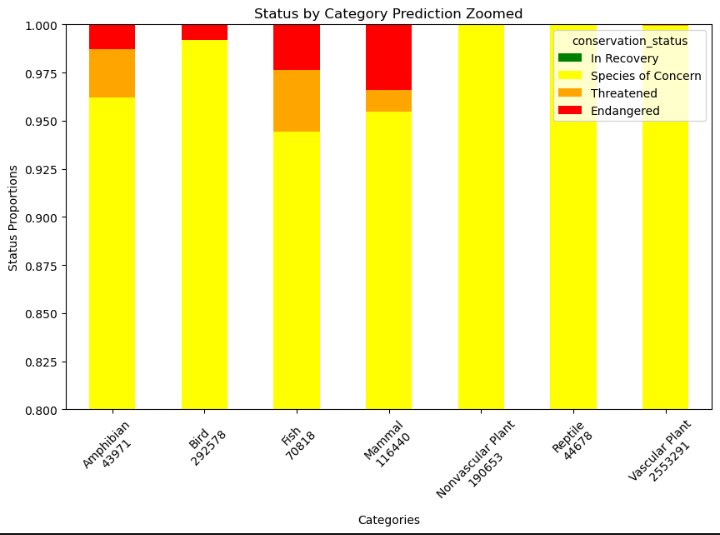 Status by Category Prediction Zoomed
conservation_status
In Recovery
Species of Concern
Threatened
Endangered
Status Proportions
1.000
0.975
0.950
0.925
0.900
0.875
0.850
0.825
0.800
Amphibian
43971
Bird
292578
Fish
70818
Mammal
116440
Nonvascular Plant
190653
Reptile
44678
Vascular Plant
2553291
Categories